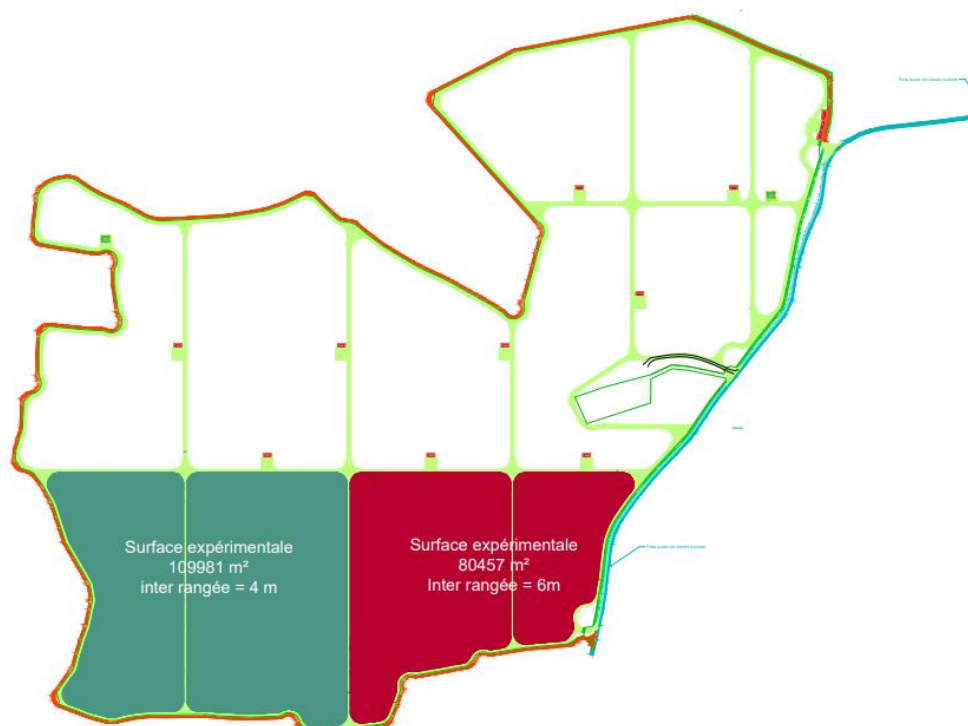 Surface expérimentale
109981 m²
inter rangée = 4 m
Surface expérimentale
80457 m²
Inter rangée = 6m